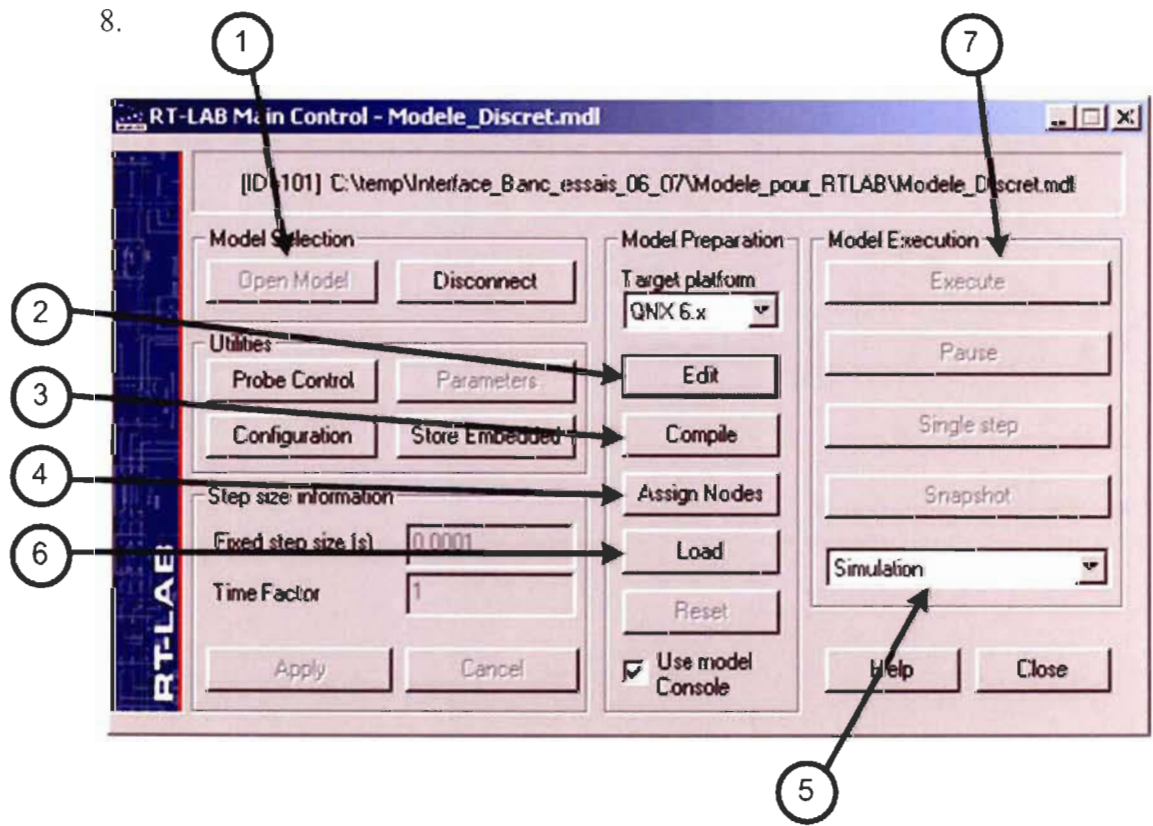 8.
1
7
RT-LAB Main Control - Modele_Discret.mdl
[ID:-101] C:\temp\Interface_Banc_essais_06_07\Modele_pour_RTLAB\Modele_Discret.mdl
Model Selection
Open Model
Disconnect
Model Preparation
Target platform
QNX 6.x
Model Execution
Execute
2
Utilities
Probe Control
Parameters
Edit
Pause
3
Configuration
Store Embedded
Compile
Single step
4
Step size information
Assign Nodes
Snapshot
6
Fixed step size (s)
0.0001
Load
Simulation
Time Factor
1
Reset
Apply
Cancel
Use model
Console
Help
Close
RT-LAB
5